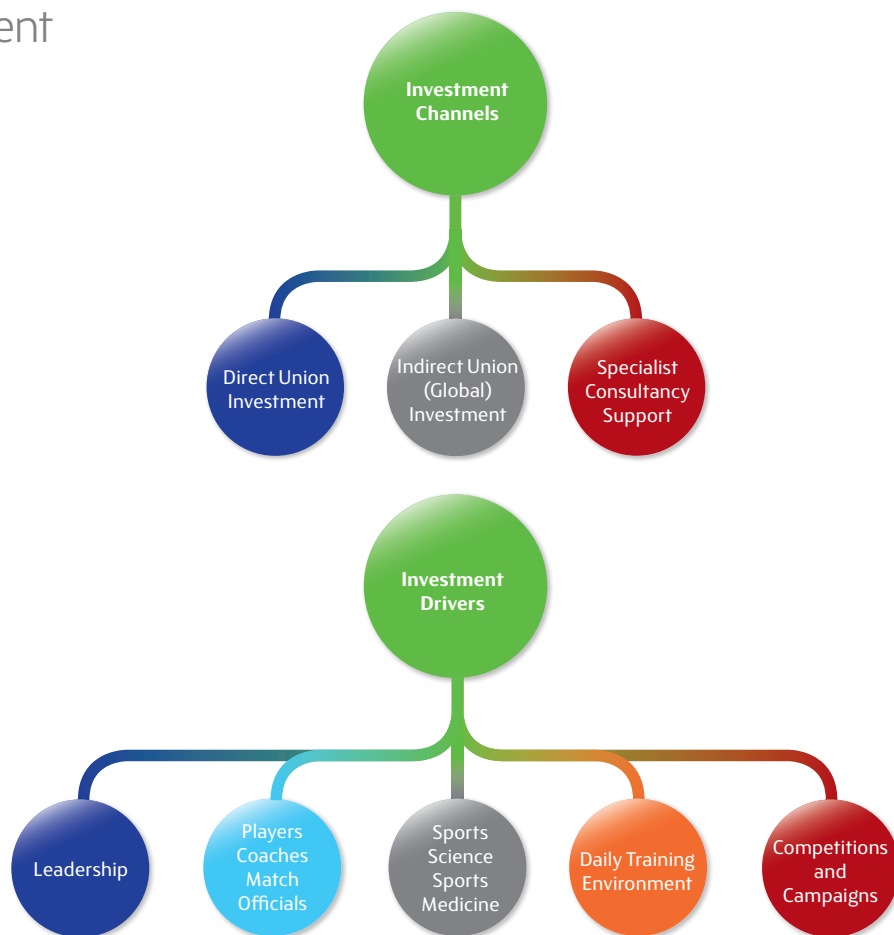 ent
Investment
Channels
Direct Union
Investment
Indirect Union
(Global)
Investment
Specialist
Consultancy
Support
Investment
Drivers
Leadership
Players
Coaches
Match
Officials
Sports
Science
Sports
Medicine
Daily Training
Environment
Competitions
and
Campaigns